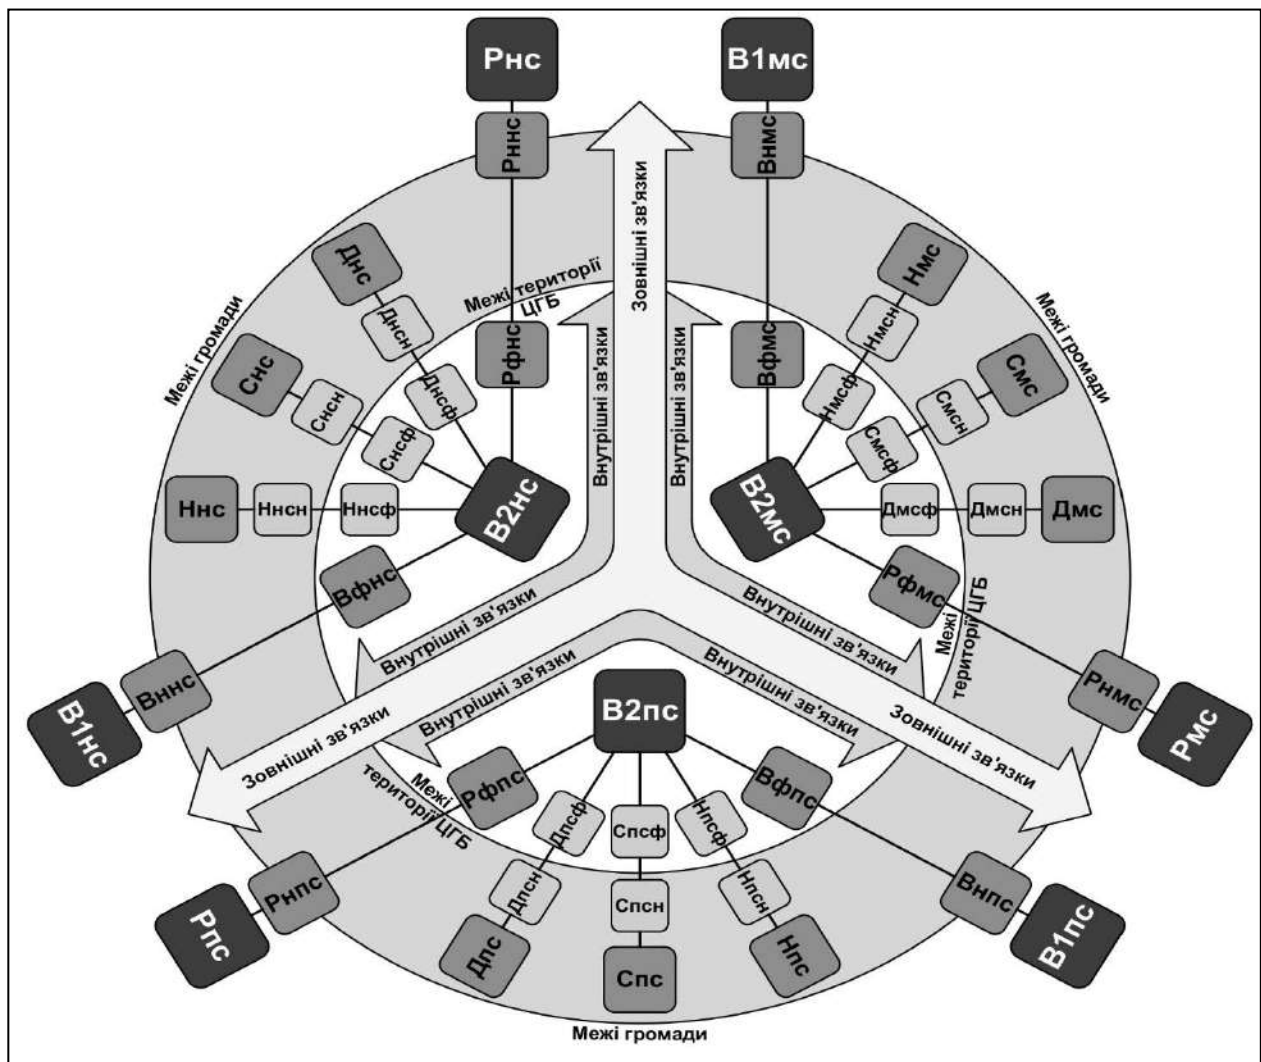 Рнс
В1мс
Рннс
Внмс
Зовнішні зв'язки
Днс
Нмс
Межі території
ЦГБ
Межі громади
Межі громади
Днсн
Нмсн
Рфнс
Вфмс
Внутрішні зв'язки
Внутрішні зв'язки
Снс
Смс
Снсн
Смсн
Днсф
Нмсф
Снсф
Смсф
Ннс
Ннсн
Ннсф
В2нс
В2мс
Дмсф
Дмсн
Дмс
Вфнс
Рфмс
Межі
території ЦГБ
Внутрішні зв'язки
Внутрішні зв'язки
Внутрішні зв'язки
Внутрішні зв'язки
Вннс
Рнмс
В1нс
Рмс
В2пс
Зовнішні зв'язки
Зовнішні зв'язки
Рфпс
Вфпс
Межі
території ЦГБ
Дпсф
Спсф
Нпсф
Рнпс
Дпсн
Спсн
Нпсн
Внпс
Рпс
Дпс
Спс
Нпс
В1пс
Межі громади